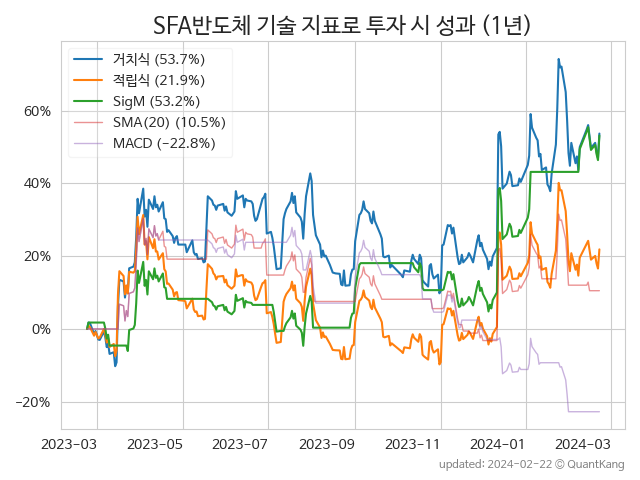 SFA반도체 기술 지표로 투자 시 성과 (1년)
거치식 (53.7%)
적립식 (21.9%)
SigM (53.2%)
SMA(20) (10.5%)
MACD (−22.8%)
60%
40%
20%
0%
−20%
2023−03 2023−05 2023−07 2023−09 2023−11 2024−01 2024−03
updated: 2024−02−22 ⓒ QuantKang